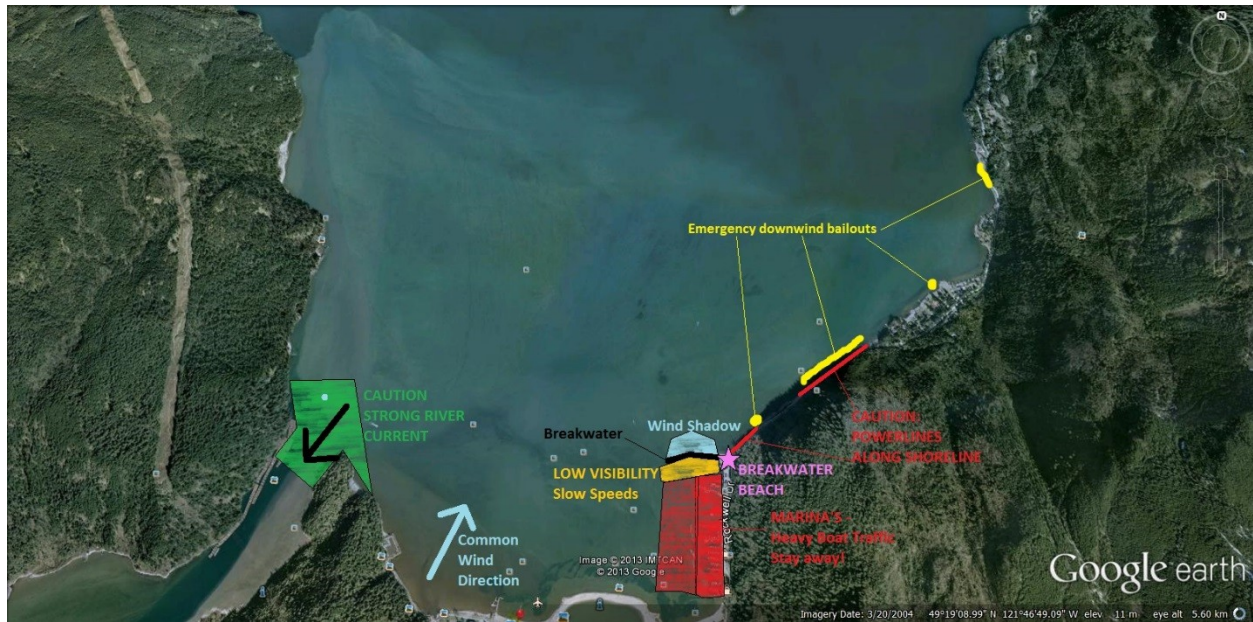 N
Emergency downwind bailouts
CAUTION
STRONG RIVER
CURRENT
Wind Shadow
Breakwater
CAUTION:
POWERLINES
ALONG SHORELINE
LOW VISIBILITY
Slow Speeds
BREAKWATER
BEACH
MARINA'S
Heavy Boat Traffic
Stay away!
Common
Wind
Direction
Image © 2013 IMTCAN
© 2013 Google
Google earth
Imagery Date: 3/20/2004 49°19'08.99" N 121°46'49.09" W elev 11 m eye alt 5.60 km